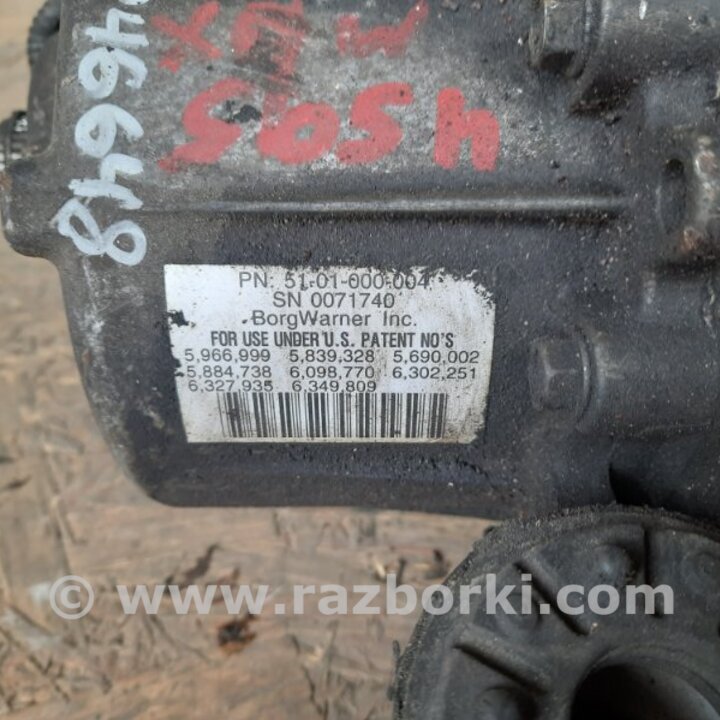 4505
PN: 51-01-000-004
SN 0071740
BorgWarner Inc.
FOR USE UNDER U.S. PATENT NO'S
5,966,999 5,839,328 5,690,002
5,884,738 6,098,770 6,302,251
6,327,935 6,349,809
© www.razborki.com